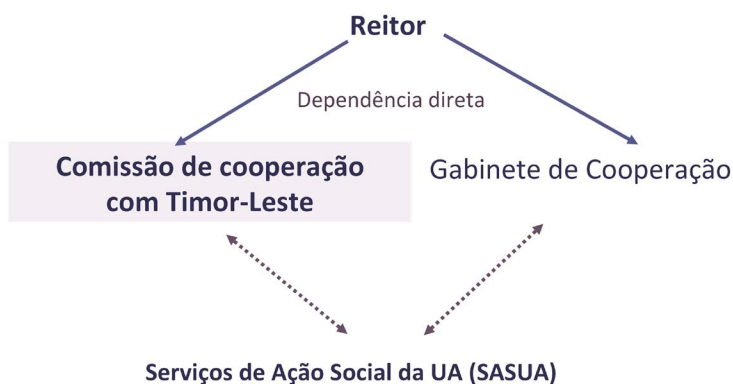 Reitor
Dependência direta
Comissão de cooperação
com Timor-Leste
Gabinete de Cooperação
Serviços de Ação Social da UA (SASUA)